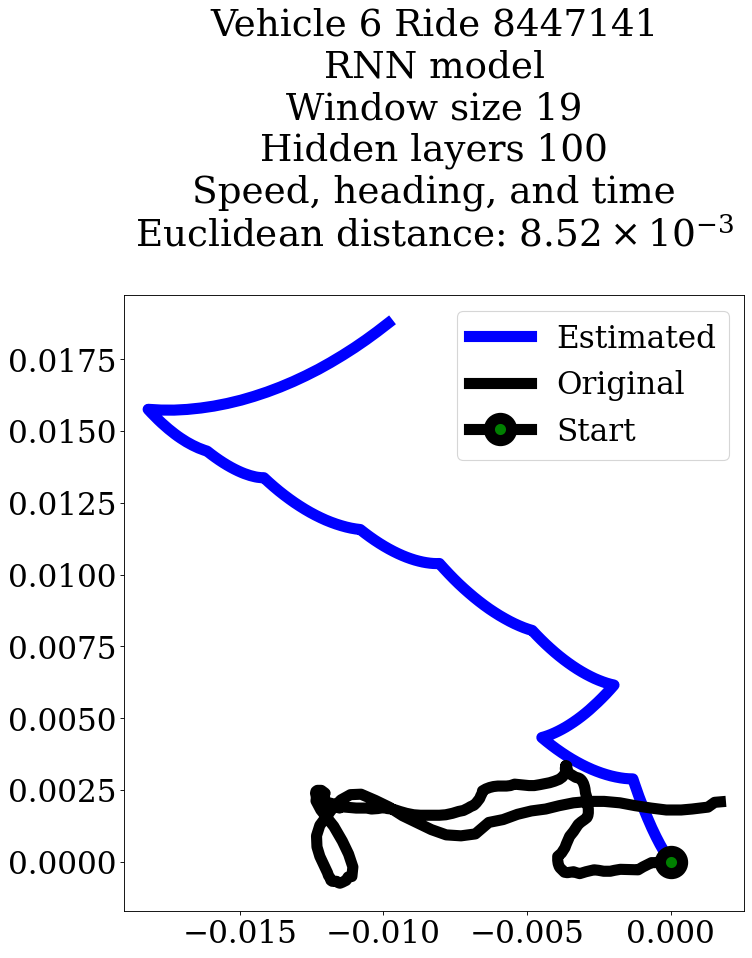 Vehicle 6 Ride 8447141
RNN model
Window size 19
Hidden layers 100
Speed, heading, and time
Euclidean distance: 8.52 × 10⁻³
Estimated
Original
Start
0.0175
0.0150
0.0125
0.0100
0.0075
0.0050
0.0025
0.0000
−0.015 −0.010 −0.005 0.000